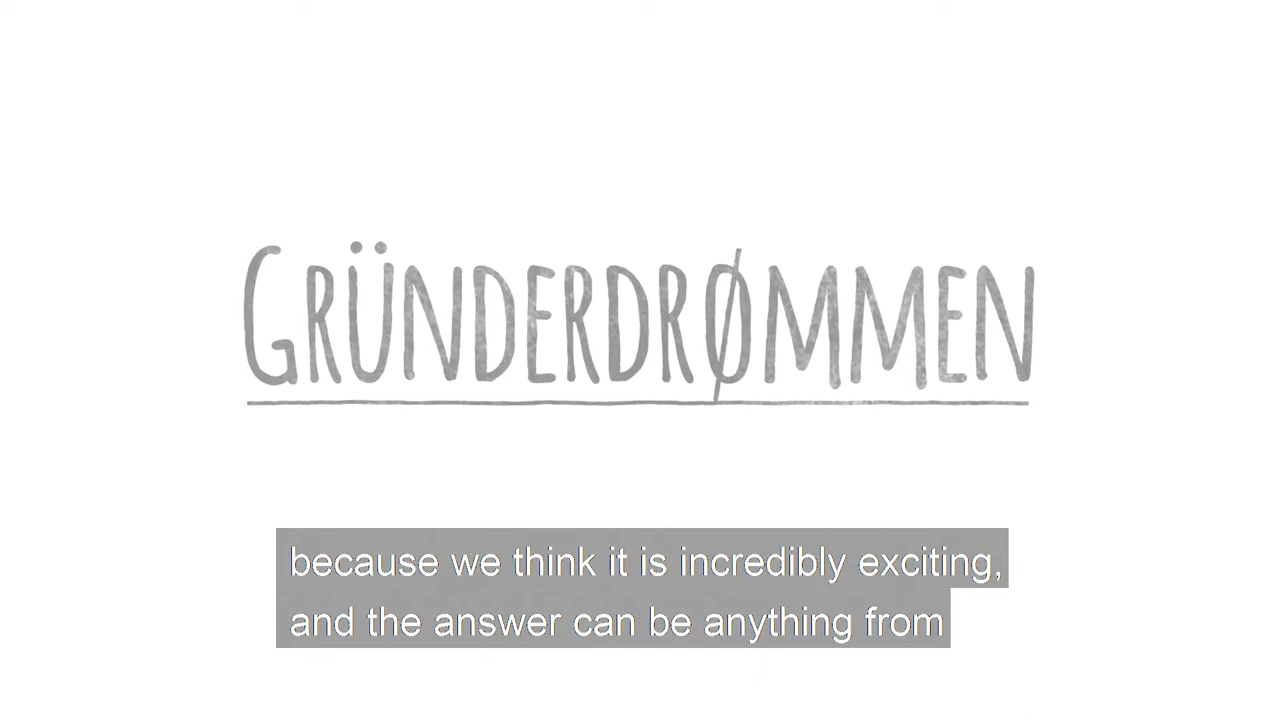 GRÜNDERDRØMMEN
because we think it is incredibly exciting,
and the answer can be anything from